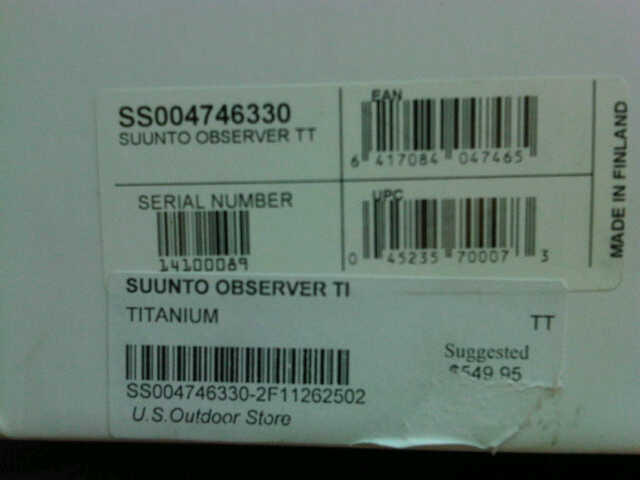 SS004746330
SUUNTO OBSERVER TT
EAN
6 417084 047465
SERIAL NUMBER
14100089
UPC
0 45235 70007 3
MADE IN FINLAND
SUUNTO OBSERVER TI
TITANIUM
TT
Suggested
$549.95
SS004746330-2F11262502
U.S.Outdoor Store